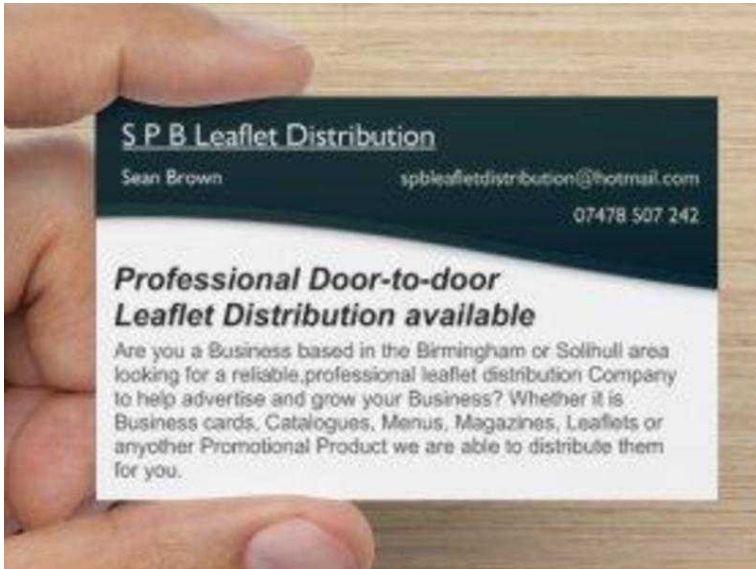 S P B Leaflet Distribution
Sean Brown
spbleafletdistribution@hotmail.com
07478 507 242
Professional Door-to-door
Leaflet Distribution available
Are you a Business based in the Birmingham or Solihull area
looking for a reliable,professional leaflet distribution Company
to help advertise and grow your Business? Whether it is
Business cards, Catalogues, Menus, Magazines, Leaflets or
anyother Promotional Product we are able to distribute them
for you.